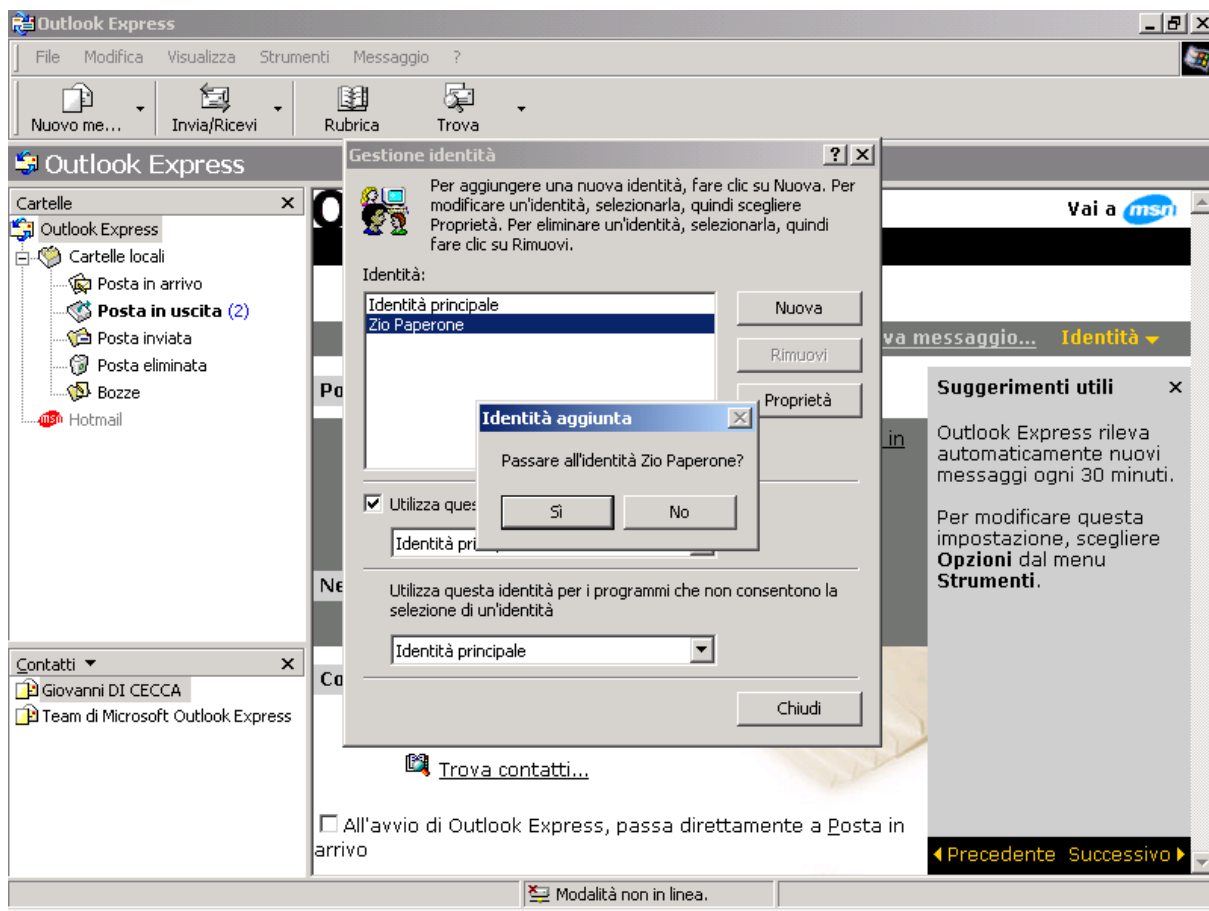 Outlook Express
File Modifica Visualizza Strumenti Messaggio ?
Nuovo me... Invia/Ricevi Rubrica Trova
Outlook Express
Cartelle
Outlook Express
Cartelle locali
Posta in arrivo
Posta in uscita (2)
Posta inviata
Posta eliminata
Bozze
msn Hotmail
Contatti
Giovanni DI CECCA
Team di Microsoft Outlook Express
Vai a msn
va messaggio... Identità
Po
in
Ne
Co
Trova contatti...
All'avvio di Outlook Express, passa direttamente a Posta in
arrivo
Gestione identità
Per aggiungere una nuova identità, fare clic su Nuova. Per
modificare un'identità, selezionarla, quindi scegliere
Proprietà. Per eliminare un'identità, selezionarla, quindi
fare clic su Rimuovi.
Identità:
Identità principale
Zio Paperone
Nuova
Rimuovi
Proprietà
Utilizza ques
Identità pri
Utilizza questa identità per i programmi che non consentono la
selezione di un'identità
Identità principale
Chiudi
Identità aggiunta
Passare all'identità Zio Paperone?
Sì No
Suggerimenti utili
Outlook Express rileva
automaticamente nuovi
messaggi ogni 30 minuti.
Per modificare questa
impostazione, scegliere
Opzioni dal menu
Strumenti.
Precedente Successivo
Modalità non in linea.